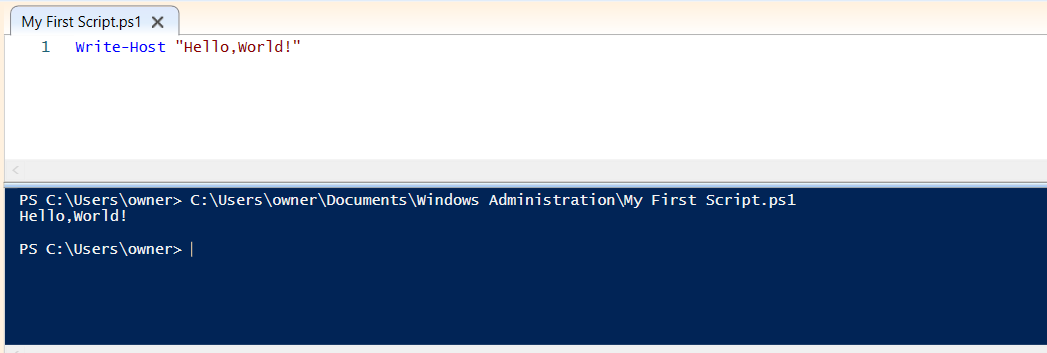 My First Script.ps1
1 Write-Host "Hello,World!"
PS C:\Users\owner> C:\Users\owner\Documents\Windows Administration\My First Script.ps1
Hello,World!
PS C:\Users\owner>